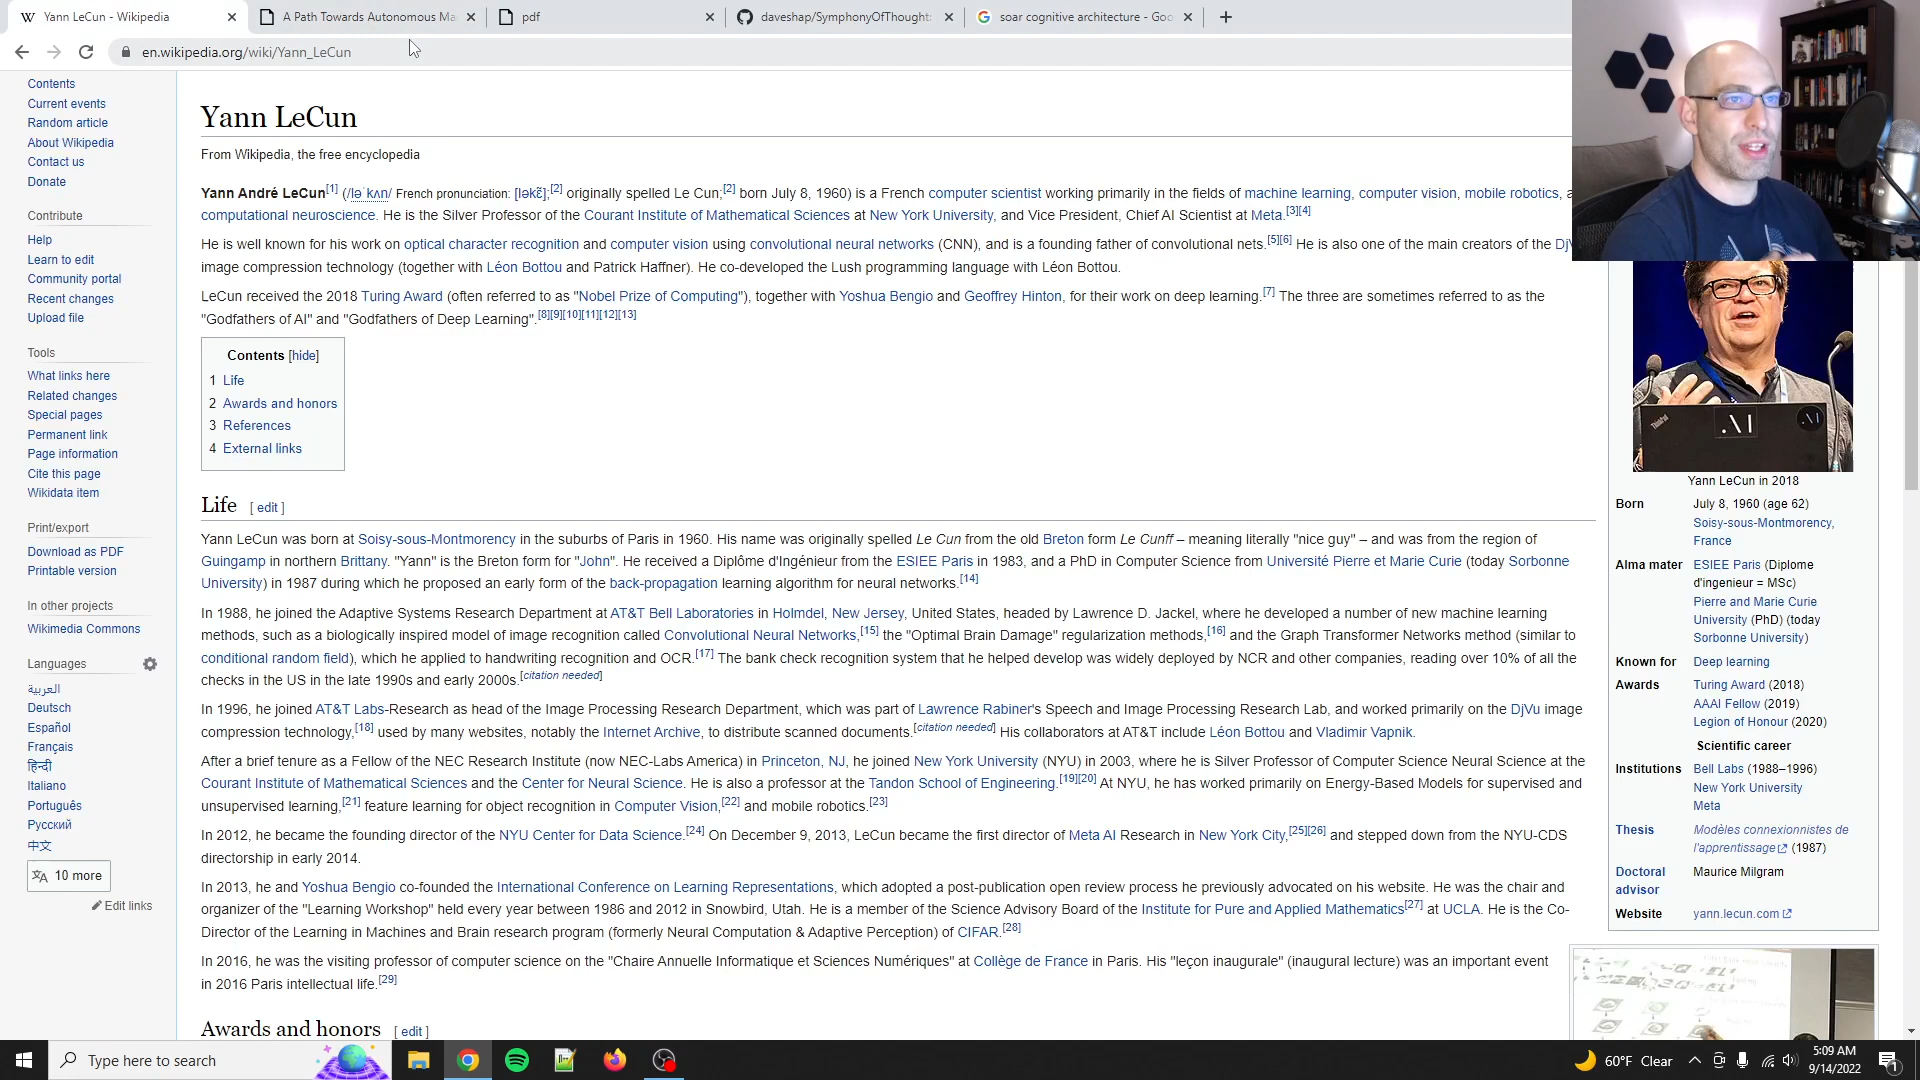 Yann LeCun - Wikipedia
A Path Towards Autonomous Ma
pdf
daveshap/SymphonyOfThought:
soar cognitive architecture - Goo
en.wikipedia.org/wiki/Yann_LeCun
Contents
Current events
Random article
About Wikipedia
Contact us
Donate
Contribute
Help
Learn to edit
Community portal
Recent changes
Upload file
Tools
What links here
Related changes
Special pages
Permanent link
Page information
Cite this page
Wikidata item
Print/export
Download as PDF
Printable version
In other projects
Wikimedia Commons
Languages
العربية
Deutsch
Español
Français
हिन्दी
Italiano
Português
Русский
中文
10 more
Edit links
Yann LeCun
From Wikipedia, the free encyclopedia
Yann André LeCun[1] (/ləˈkʌn/ French pronunciation: [ləkœ̃];[2] originally spelled Le Cun;[2] born July 8, 1960) is a French computer scientist working primarily in the fields of machine learning, computer vision, mobile robotics,
computational neuroscience. He is the Silver Professor of the Courant Institute of Mathematical Sciences at New York University, and Vice President, Chief AI Scientist at Meta.[3][4]
He is well known for his work on optical character recognition and computer vision using convolutional neural networks (CNN), and is a founding father of convolutional nets.[5][6] He is also one of the main creators of the
image compression technology (together with Léon Bottou and Patrick Haffner). He co-developed the Lush programming language with Léon Bottou.
LeCun received the 2018 Turing Award (often referred to as "Nobel Prize of Computing"), together with Yoshua Bengio and Geoffrey Hinton, for their work on deep learning.[7] The three are sometimes referred to as the
"Godfathers of AI" and "Godfathers of Deep Learning".[8][9][10][11][12][13]
Contents [hide]
1 Life
2 Awards and honors
3 References
4 External links
Life [ edit ]
Yann LeCun was born at Soisy-sous-Montmorency in the suburbs of Paris in 1960. His name was originally spelled Le Cun from the old Breton form Le Cunff – meaning literally "nice guy" – and was from the region of
Guingamp in northern Brittany. "Yann" is the Breton form for "John". He received a Diplôme d'Ingénieur from the ESIEE Paris in 1983, and a PhD in Computer Science from Université Pierre et Marie Curie (today Sorbonne
University) in 1987 during which he proposed an early form of the back-propagation learning algorithm for neural networks.[14]
In 1988, he joined the Adaptive Systems Research Department at AT&T Bell Laboratories in Holmdel, New Jersey, United States, headed by Lawrence D. Jackel, where he developed a number of new machine learning
methods, such as a biologically inspired model of image recognition called Convolutional Neural Networks,[15] the "Optimal Brain Damage" regularization methods,[16] and the Graph Transformer Networks method (similar to
conditional random field), which he applied to handwriting recognition and OCR.[17] The bank check recognition system that he helped develop was widely deployed by NCR and other companies, reading over 10% of all the
checks in the US in the late 1990s and early 2000s.[citation needed]
In 1996, he joined AT&T Labs-Research as head of the Image Processing Research Department, which was part of Lawrence Rabiner's Speech and Image Processing Research Lab, and worked primarily on the DjVu image
compression technology,[18] used by many websites, notably the Internet Archive, to distribute scanned documents.[citation needed] His collaborators at AT&T include Léon Bottou and Vladimir Vapnik.
After a brief tenure as a Fellow of the NEC Research Institute (now NEC-Labs America) in Princeton, NJ, he joined New York University (NYU) in 2003, where he is Silver Professor of Computer Science Neural Science at the
Courant Institute of Mathematical Sciences and the Center for Neural Science. He is also a professor at the Tandon School of Engineering.[19][20] At NYU, he has worked primarily on Energy-Based Models for supervised and
unsupervised learning,[21] feature learning for object recognition in Computer Vision,[22] and mobile robotics.[23]
In 2012, he became the founding director of the NYU Center for Data Science.[24] On December 9, 2013, LeCun became the first director of Meta AI Research in New York City,[25][26] and stepped down from the NYU-CDS
directorship in early 2014.
In 2013, he and Yoshua Bengio co-founded the International Conference on Learning Representations, which adopted a post-publication open review process he previously advocated on his website. He was the chair and
organizer of the "Learning Workshop" held every year between 1986 and 2012 in Snowbird, Utah. He is a member of the Science Advisory Board of the Institute for Pure and Applied Mathematics[27] at UCLA. He is the Co-
Director of the Learning in Machines and Brain research program (formerly Neural Computation & Adaptive Perception) of CIFAR.[28]
In 2016, he was the visiting professor of computer science on the "Chaire Annuelle Informatique et Sciences Numériques" at Collège de France in Paris. His "leçon inaugurale" (inaugural lecture) was an important event
in 2016 Paris intellectual life.[29]
Awards and honors [ edit ]
ThinkPad
.AI
Yann LeCun in 2018
Born July 8, 1960 (age 62)
Soisy-sous-Montmorency,
France
Alma mater ESIEE Paris (Diplome
d'ingenieur = MSc)
Pierre and Marie Curie
University (PhD) (today
Sorbonne University)
Known for Deep learning
Awards Turing Award (2018)
AAAI Fellow (2019)
Legion of Honour (2020)
Scientific career
Institutions Bell Labs (1988–1996)
New York University
Meta
Thesis Modèles connexionnistes de
l'apprentissage (1987)
Doctoral advisor Maurice Milgram
Website yann.lecun.com
Type here to search
60°F Clear
5:09 AM
9/14/2022
1